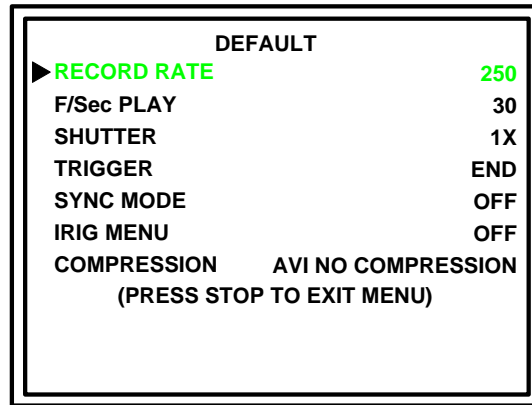 DEFAULT
RECORD RATE 250
F/Sec PLAY 30
SHUTTER 1X
TRIGGER END
SYNC MODE OFF
IRIG MENU OFF
COMPRESSION AVI NO COMPRESSION
(PRESS STOP TO EXIT MENU)